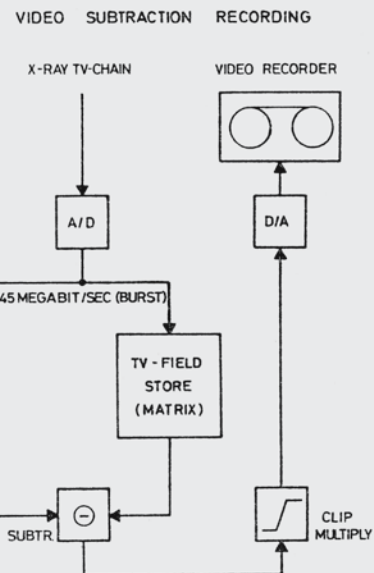 VIDEO SUBTRACTION RECORDING
X-RAY TV-CHAIN
VIDEO RECORDER
A/D
D/A
45 MEGABIT/SEC (BURST)
TV-FIELD
STORE
(MATRIX)
SUBTR.
CLIP
MULTIPLY